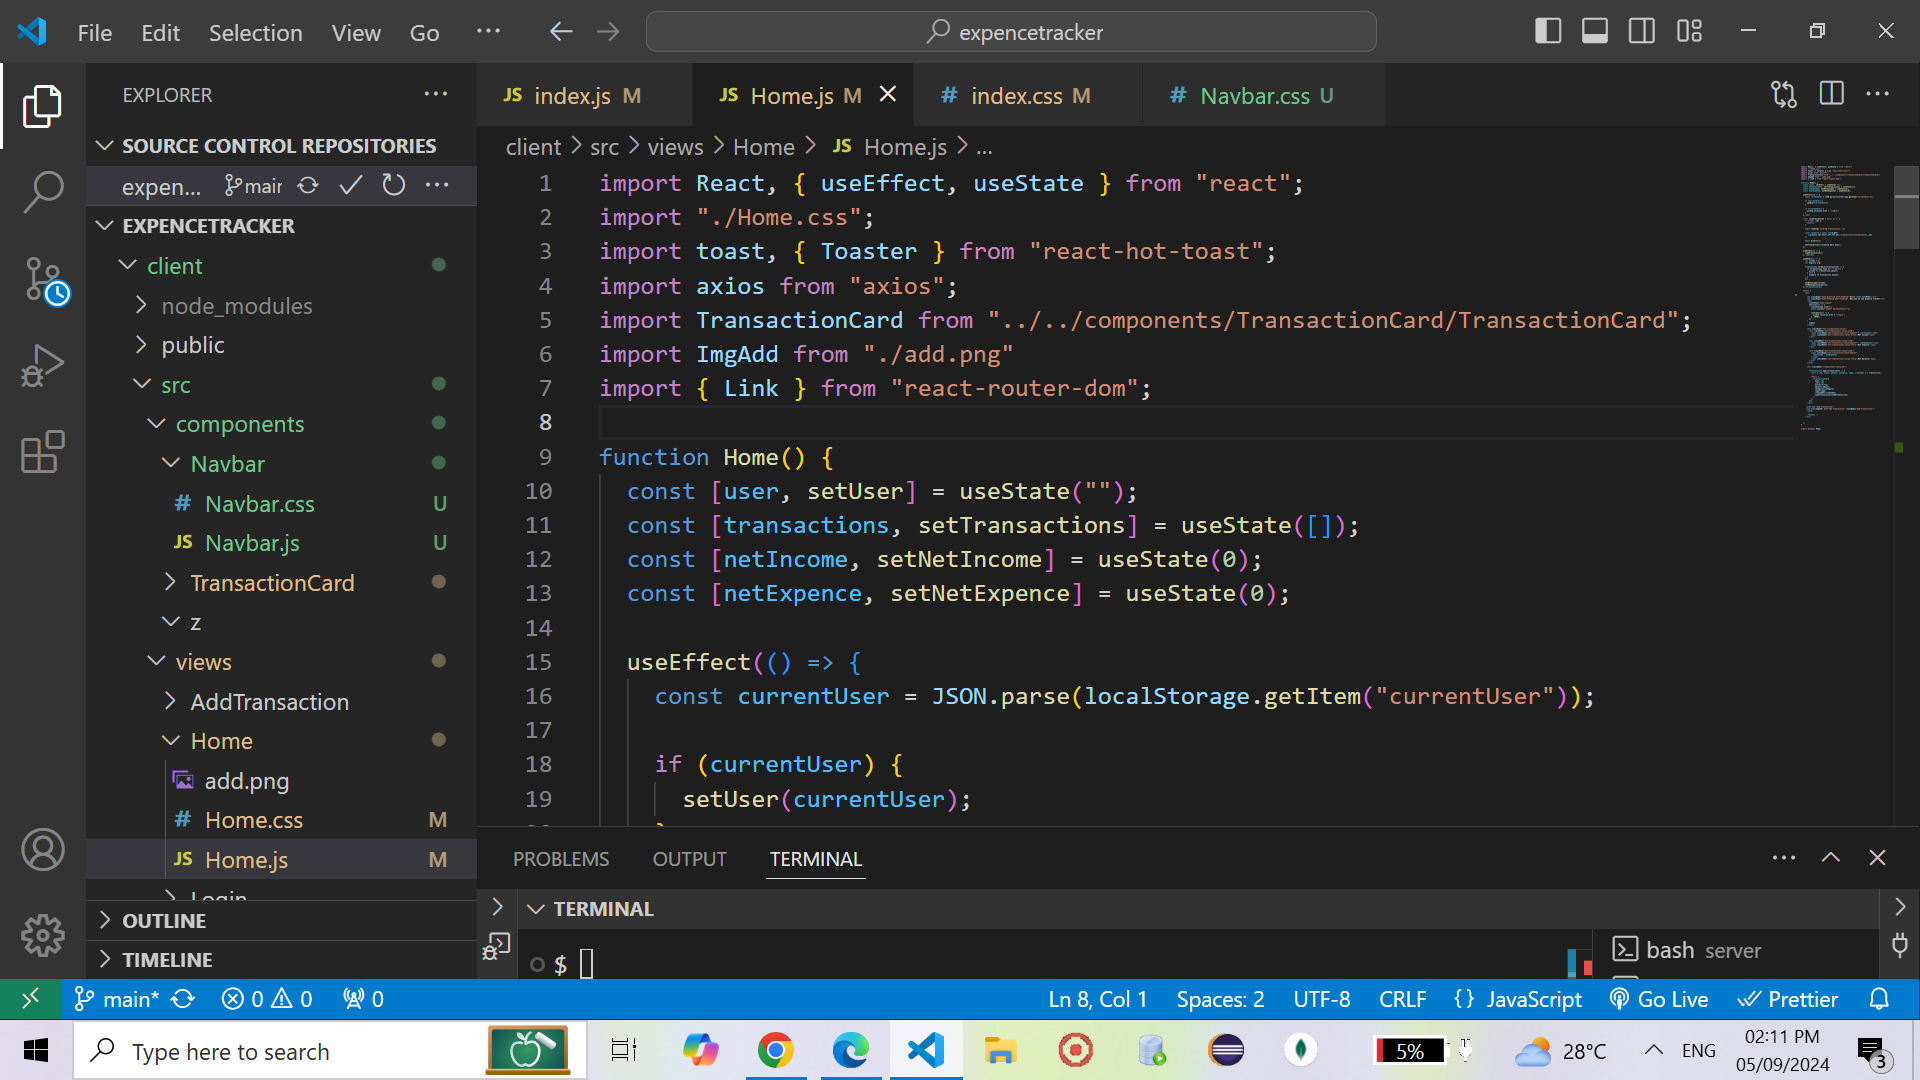 File Edit Selection View Go ··· expencetracker
EXPLORER ···
SOURCE CONTROL REPOSITORIES
expen... main ···
EXPENCETRACKER
client
node_modules
public
src
components
Navbar
# Navbar.css U
JS Navbar.js U
TransactionCard
z
views
AddTransaction
Home
add.png
# Home.css M
JS Home.js M
Login
OUTLINE
TIMELINE
JS index.js M JS Home.js M # index.css M # Navbar.css U ···
client > src > views > Home > JS Home.js > ...
1 import React, { useEffect, useState } from "react";
2 import "./Home.css";
3 import toast, { Toaster } from "react-hot-toast";
4 import axios from "axios";
5 import TransactionCard from "../../components/TransactionCard/TransactionCard";
6 import ImgAdd from "./add.png"
7 import { Link } from "react-router-dom";
8
9 function Home() {
10 const [user, setUser] = useState("");
11 const [transactions, setTransactions] = useState([]);
12 const [netIncome, setNetIncome] = useState(0);
13 const [netExpence, setNetExpence] = useState(0);
14
15 useEffect(() => {
16 const currentUser = JSON.parse(localStorage.getItem("currentUser"));
17
18 if (currentUser) {
19 setUser(currentUser);
PROBLEMS OUTPUT TERMINAL ···
TERMINAL
$
bash server
main* 0 0 0 Ln 8, Col 1 Spaces: 2 UTF-8 CRLF {} JavaScript Go Live Prettier
Type here to search 5% 28°C ENG 02:11 PM
05/09/2024 3